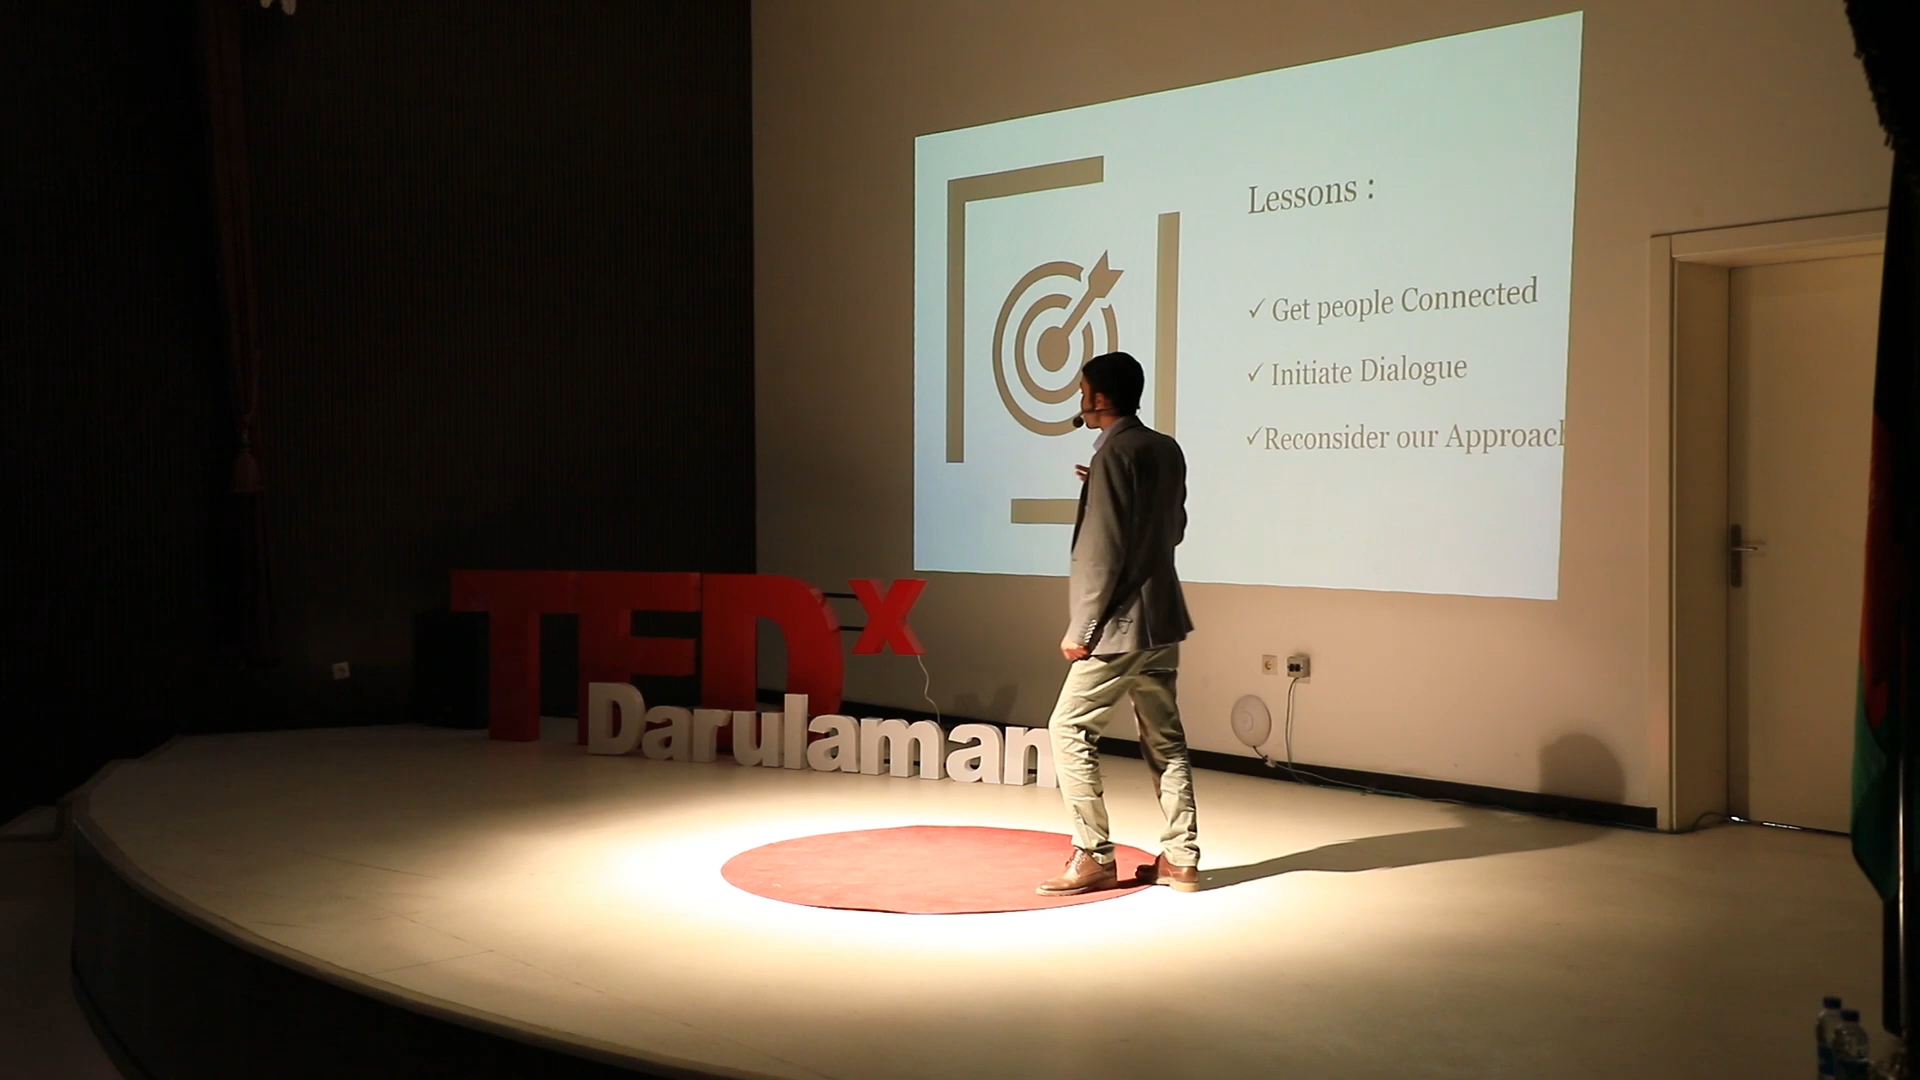 Lessons :
✓ Get people Connected
✓ Initiate Dialogue
✓Reconsider our Approach
TEDx
Darulaman